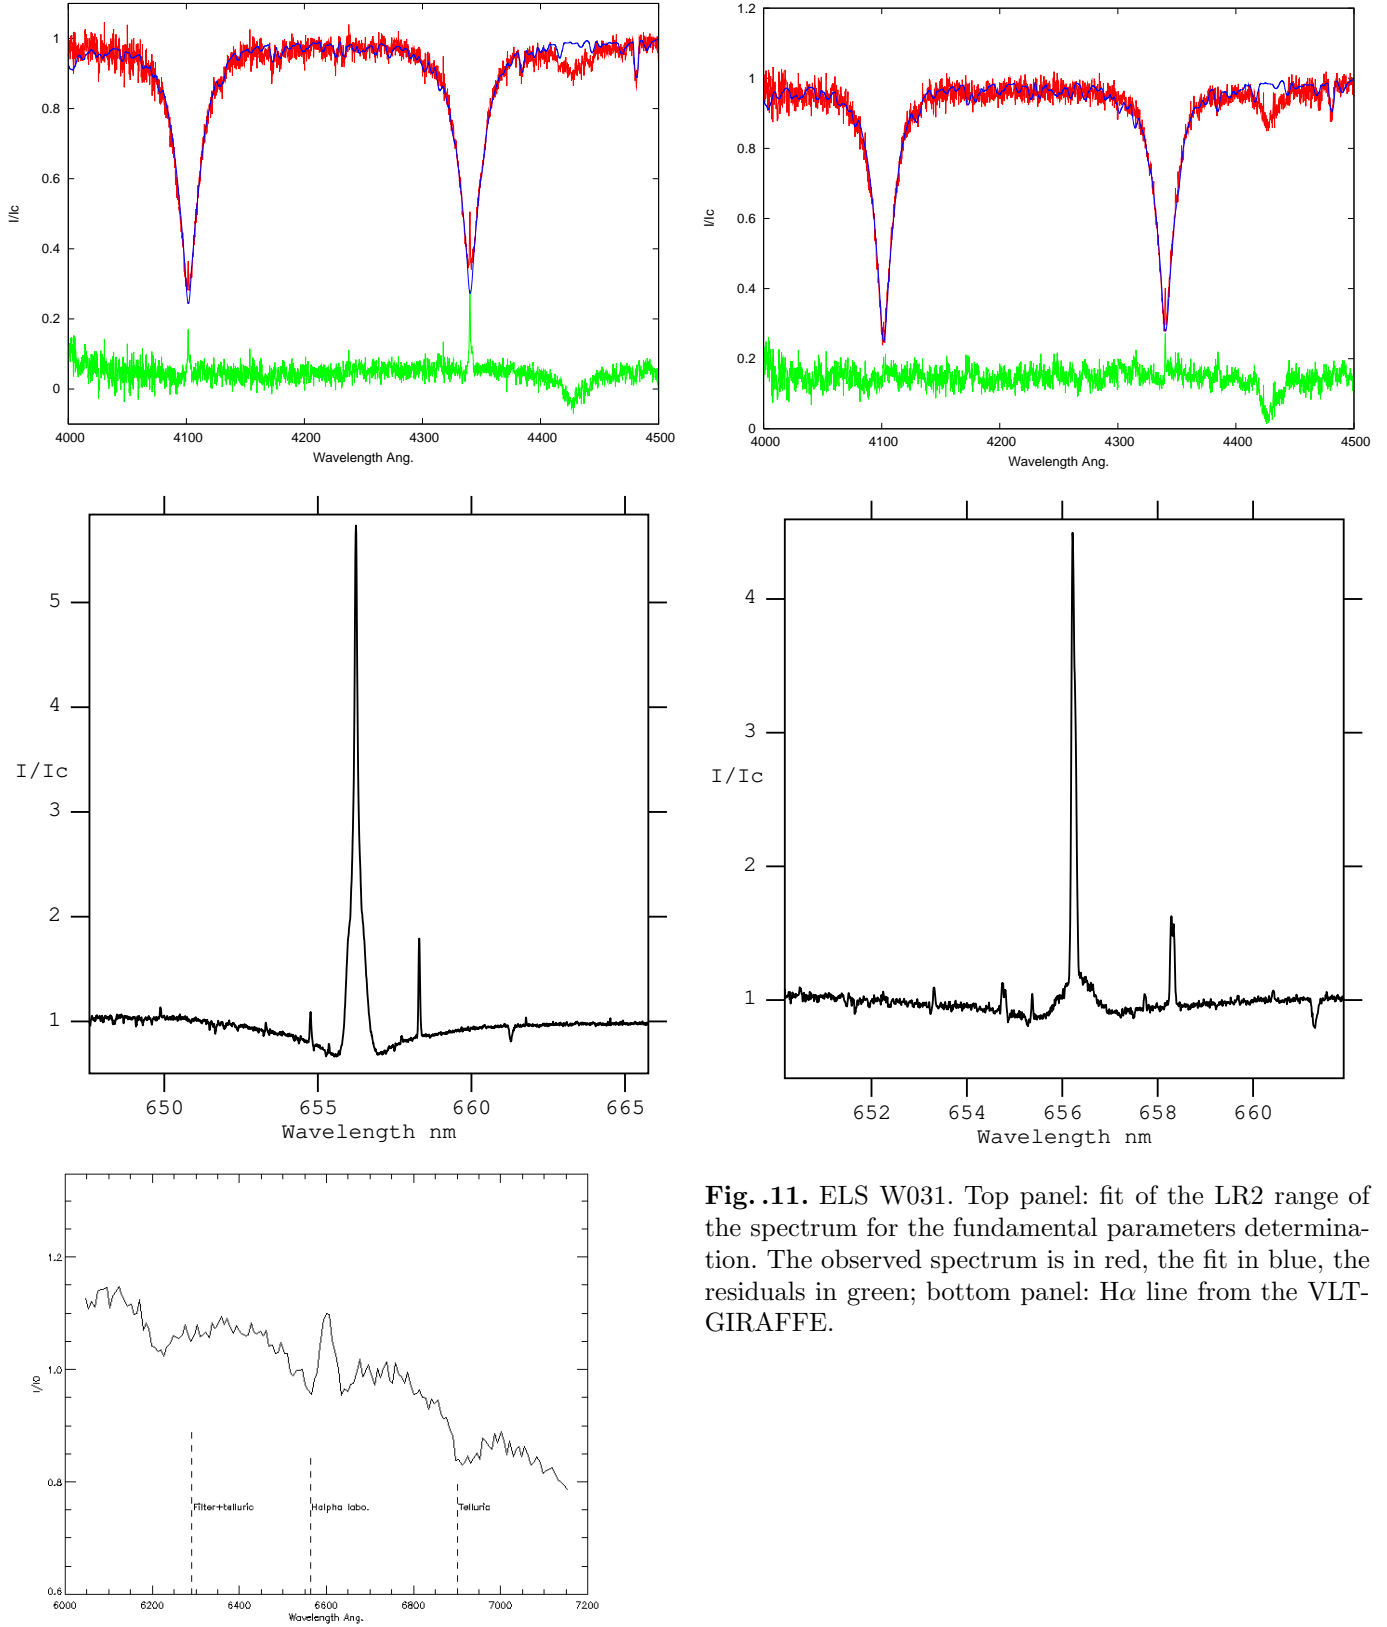 1
0.8
0.6
0.4
0.2
0
I/Ic
4000 4100 4200 4300 4400 4500
Wavelength Ang.
1.2
1
0.8
0.6
0.4
0.2
0
I/Ic
4000 4100 4200 4300 4400 4500
Wavelength Ang.
5
4
3
2
1
I/Ic
650 655 660 665
Wavelength nm
4
3
2
1
I/Ic
652 654 656 658 660
Wavelength nm
1.2
1.0
0.8
0.6
I/I0
Filter+telluric
Halpha labo.
Telluric
6000 6200 6400 6600 6800 7000 7200
Wavelength Ang.
Fig. .11. ELS W031. Top panel: fit of the LR2 range of
the spectrum for the fundamental parameters determina-
tion. The observed spectrum is in red, the fit in blue, the
residuals in green; bottom panel: Hα line from the VLT-
GIRAFFE.